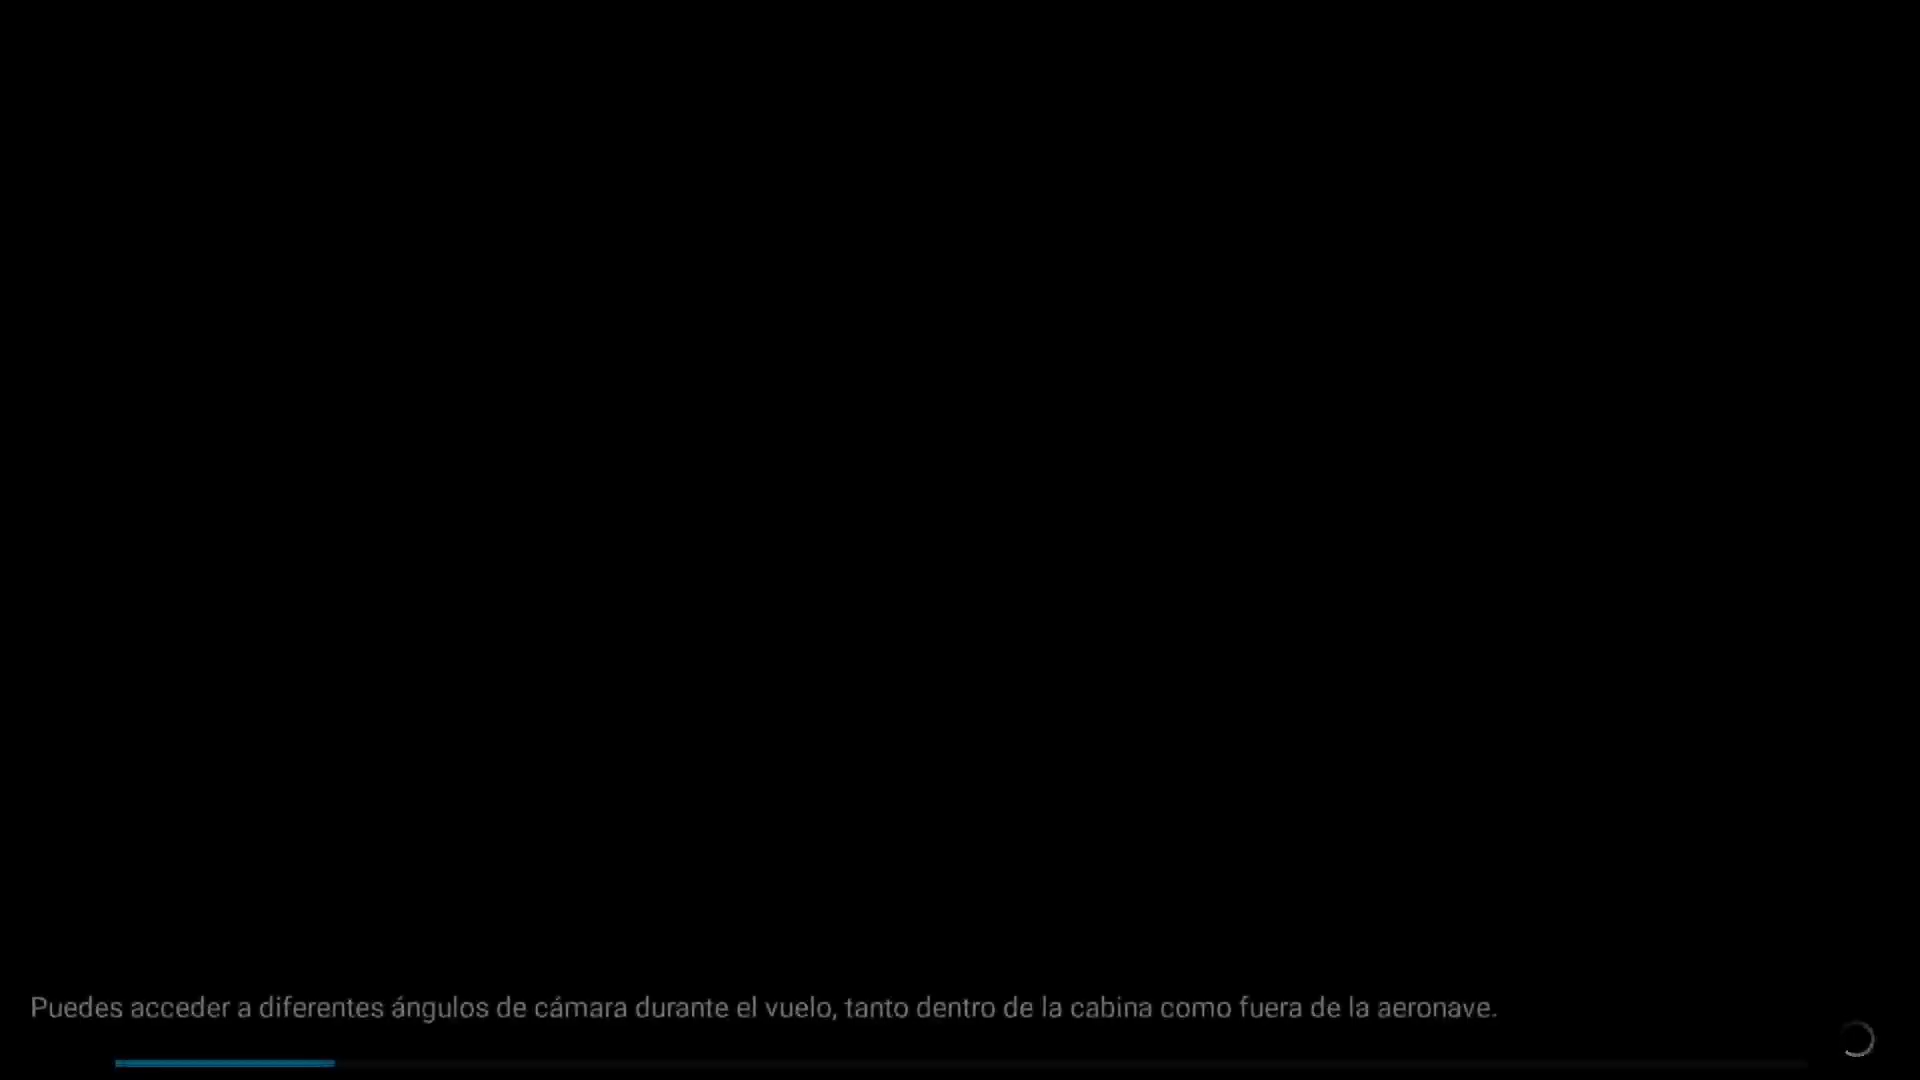 Puedes acceder a diferentes ángulos de cámara durante el vuelo, tanto dentro de la cabina como fuera de la aeronave.